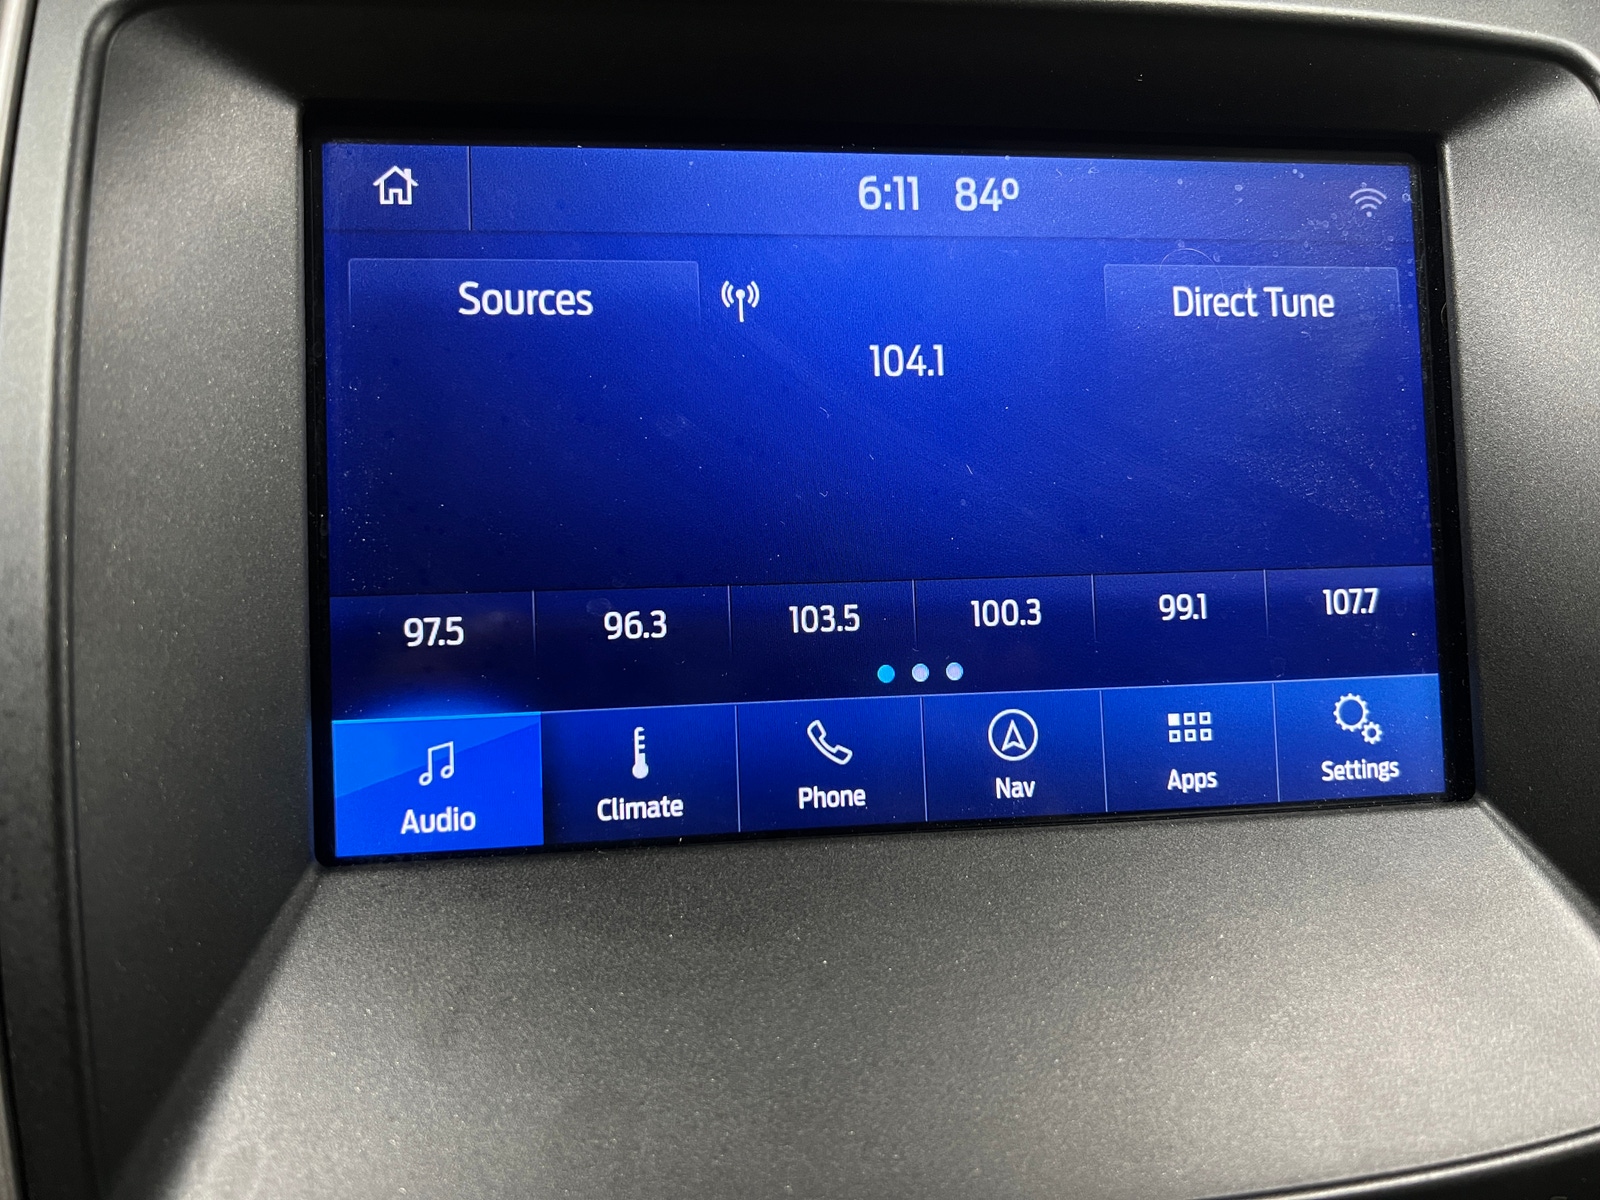 6:11 84º
Sources
Direct Tune
104.1
97.5 96.3 103.5 100.3 99.1 107.7
Audio Climate Phone Nav Apps Settings